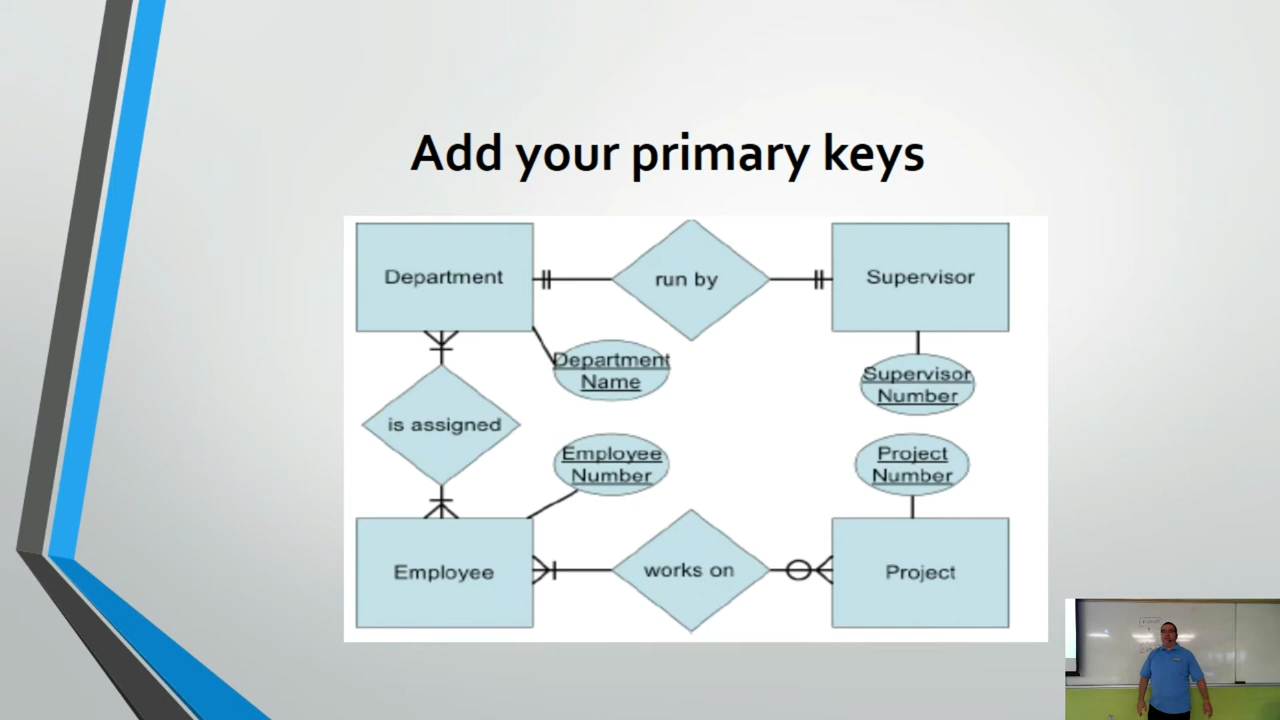 Add your primary keys
Department
run by
Supervisor
Department
Name
Supervisor
Number
is assigned
Employee
Number
Project
Number
Employee
works on
Project